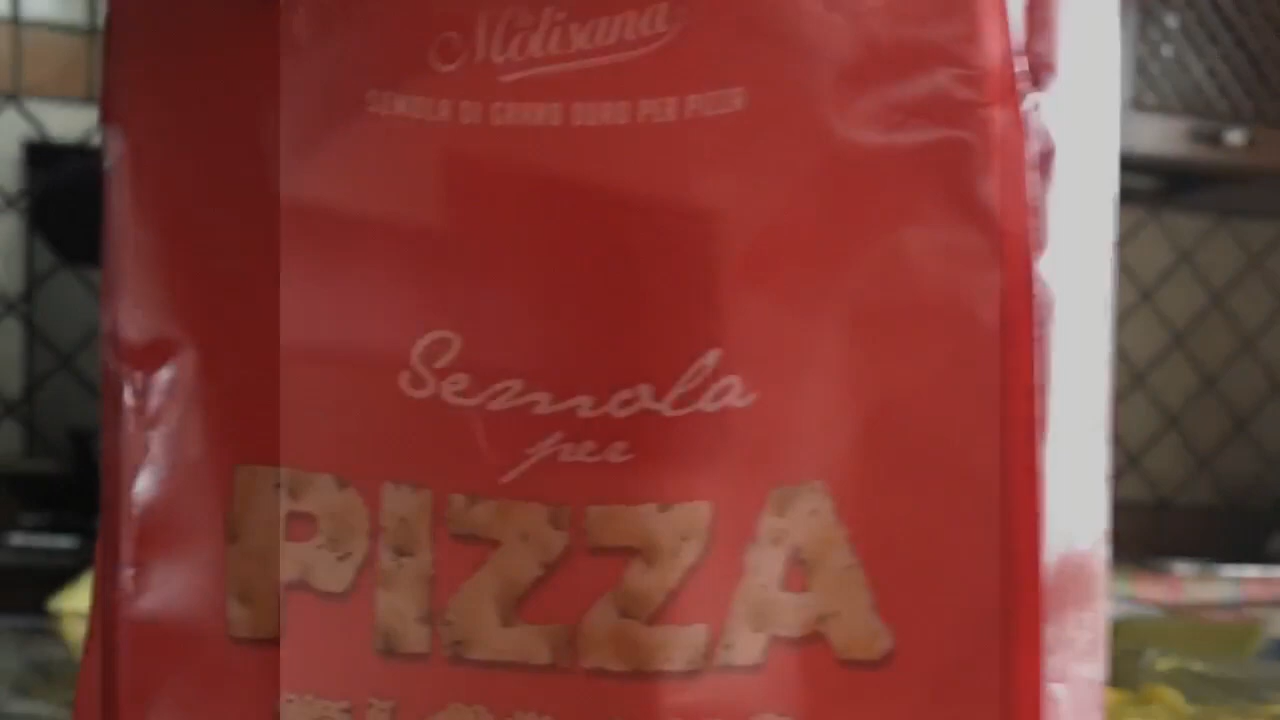 Molisana
SEMOLA DI GRANO DURO PER PIZZA
Semola
per
PIZZA